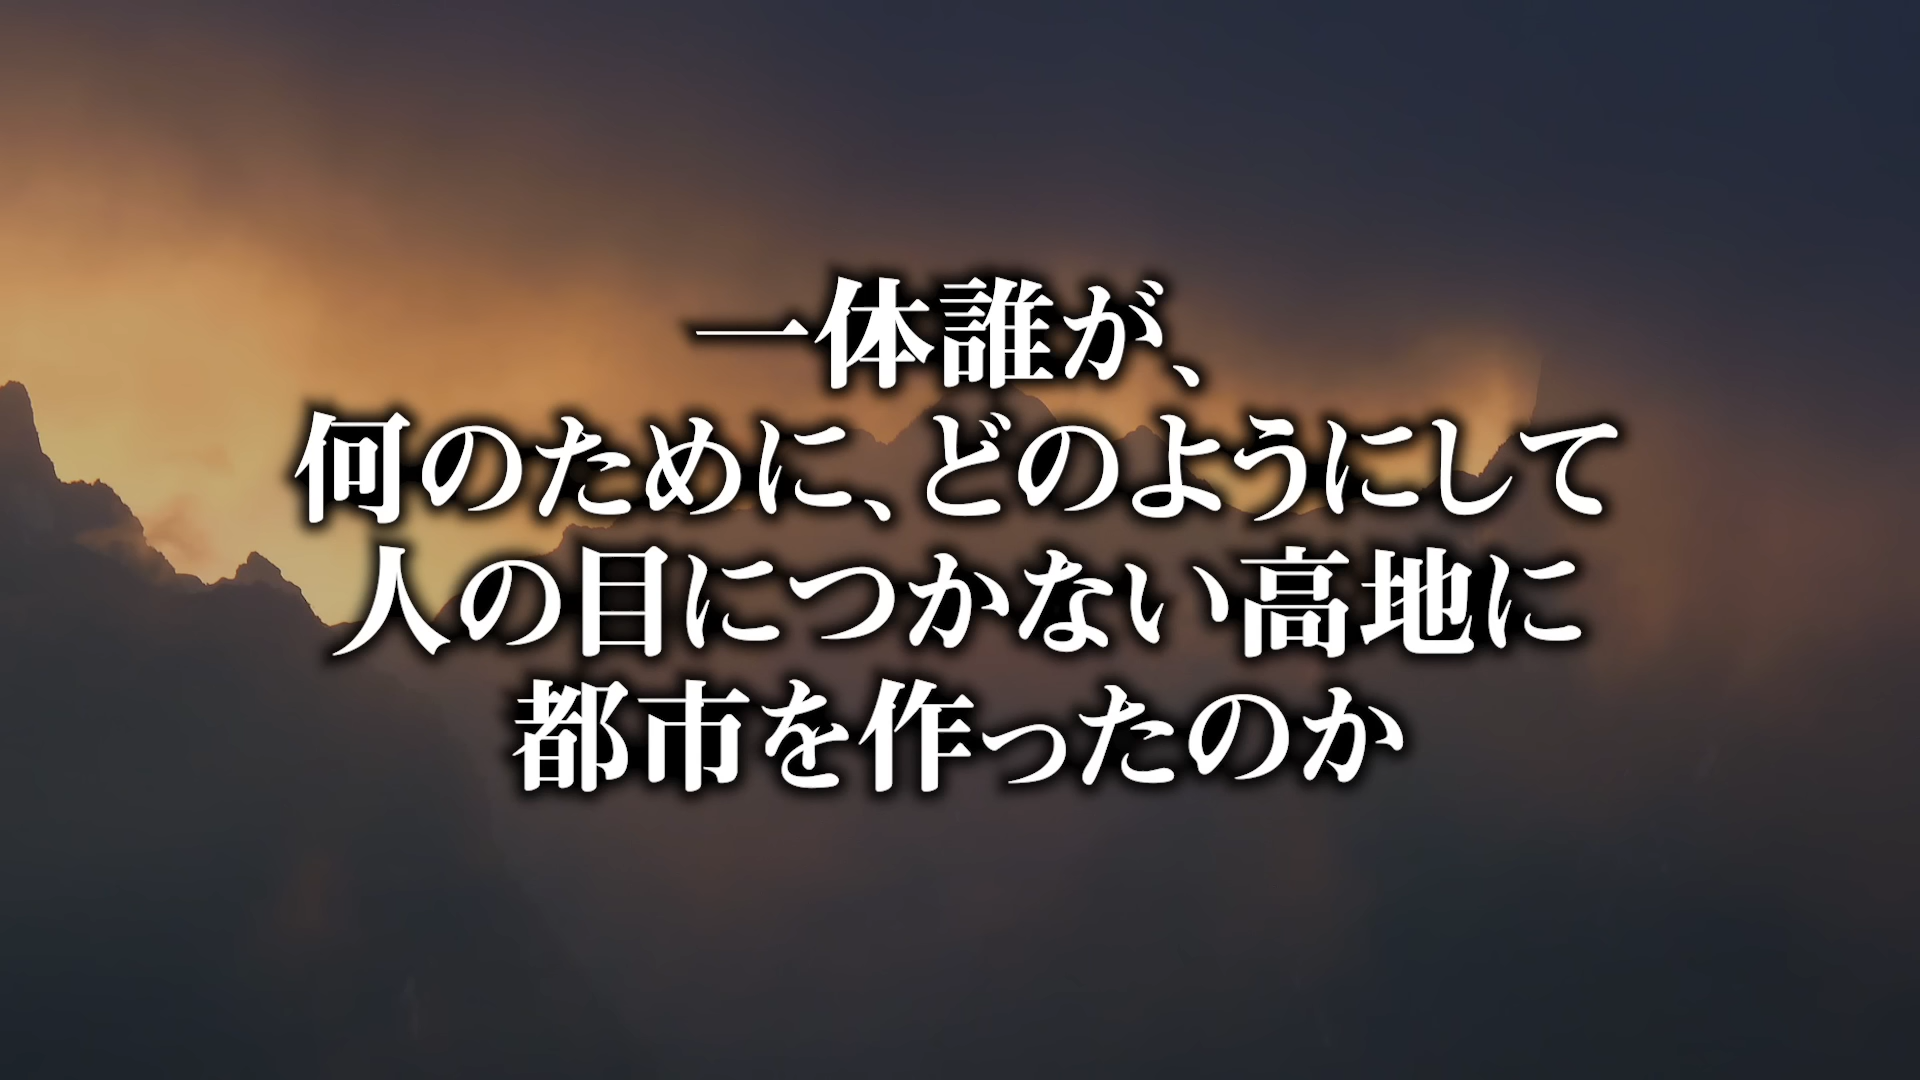 一体誰が、
何のために、どのようにして
人の目につかない高地に
都市を作ったのか